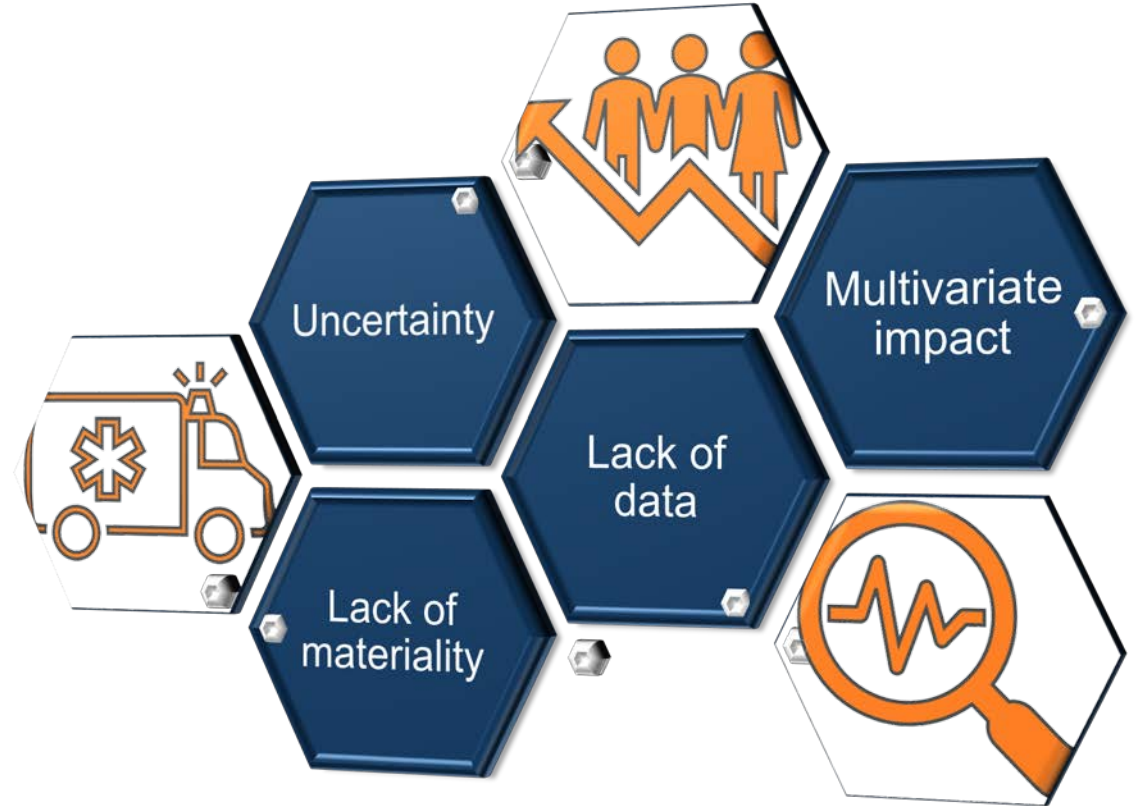 Uncertainty
Multivariate
impact
Lack of
data
Lack of
materiality